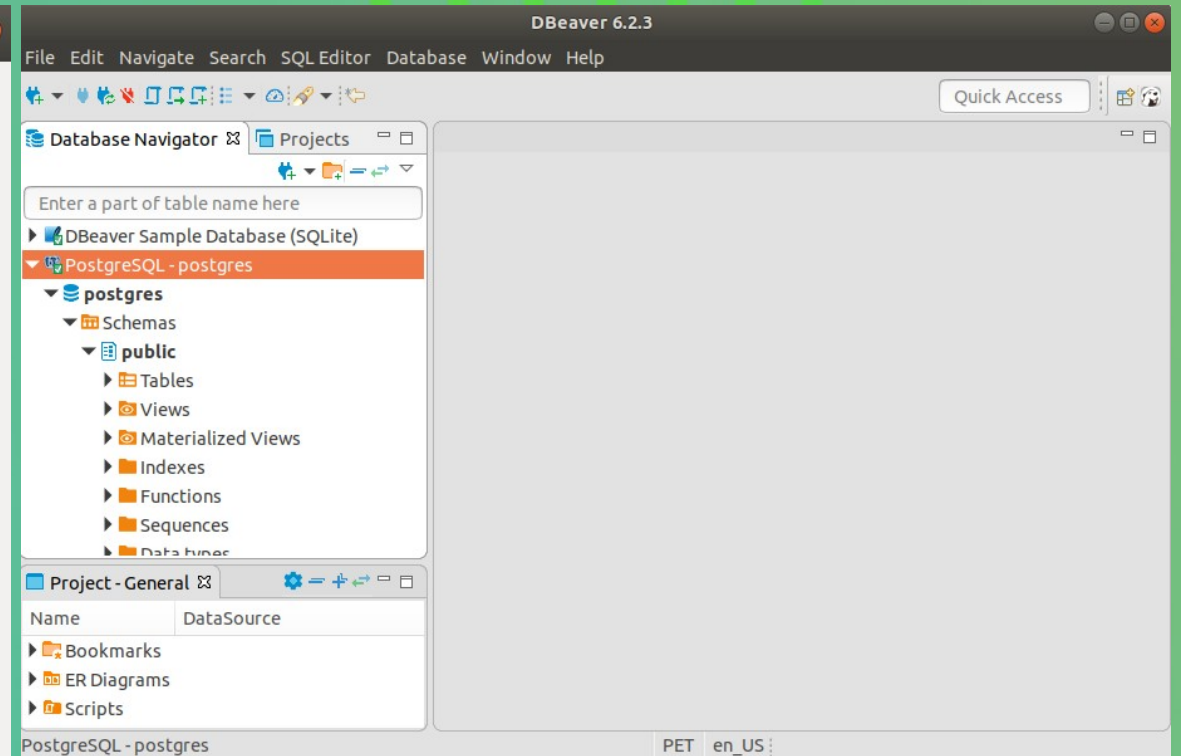 DBeaver 6.2.3
File Edit Navigate Search SQL Editor Database Window Help
Quick Access
Database Navigator Projects
Enter a part of table name here
DBeaver Sample Database (SQLite)
PostgreSQL - postgres
postgres
Schemas
public
Tables
Views
Materialized Views
Indexes
Functions
Sequences
Data types
Project - General
Name DataSource
Bookmarks
ER Diagrams
Scripts
PostgreSQL - postgres PET en_US